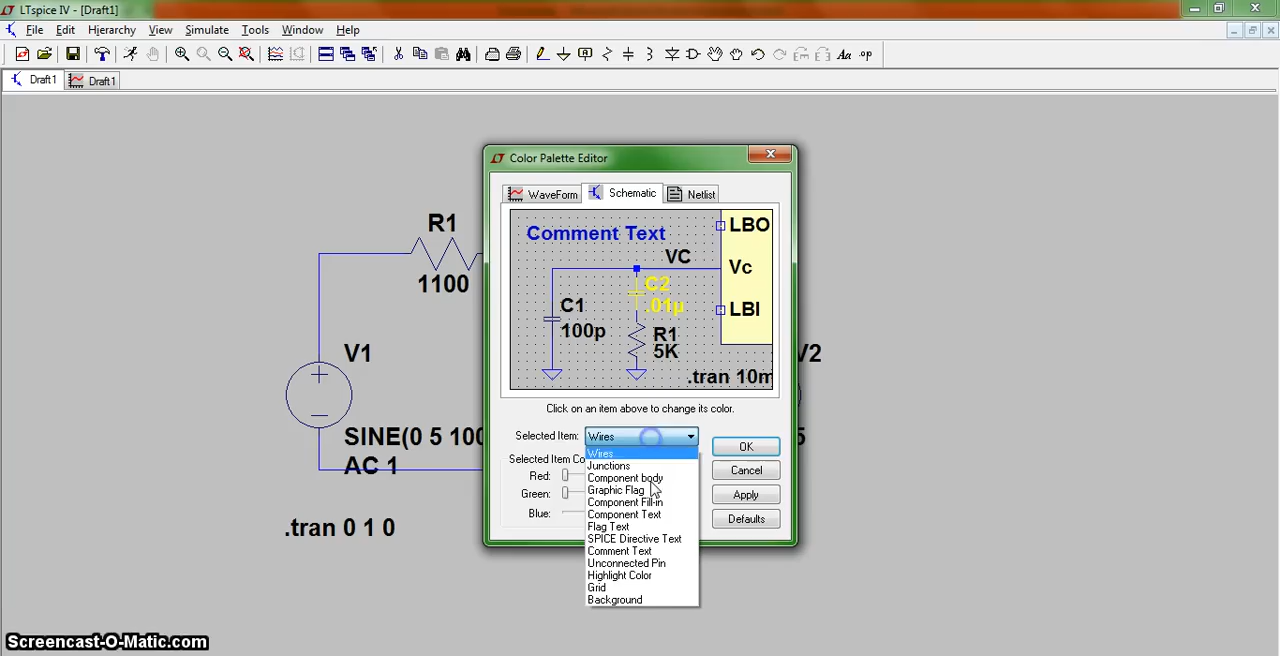 LTspice IV - [Draft1]
File Edit Hierarchy View Simulate Tools Window Help
Aa .op
Draft1 Draft1
Color Palette Editor
WaveForm Schematic Netlist
Comment Text
LBO
VC
Vc
C2
.01µ
C1
100p
LBI
R1
5K
.tran 10m
Click on an item above to change its color.
Selected Item: Wires
Wires
Junctions
Component body
Graphic Flag
Component Fill-in
Component Text
Flag Text
SPICE Directive Text
Comment Text
Unconnected Pin
Highlight Color
Grid
Background
Selected Item Co
Red:
Green:
Blue:
OK
Cancel
Apply
Defaults
R1
1100
V1
SINE(0 5 100
AC 1
V2
5
.tran 0 1 0
Screencast-O-Matic.com